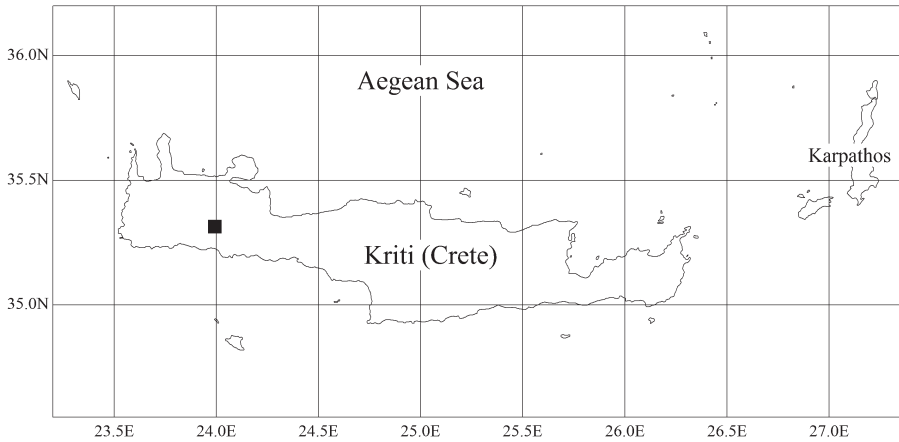 36.0N
Aegean Sea
Karpathos
35.5N
Kriti (Crete)
35.0N
23.5E 24.0E 24.5E 25.0E 25.5E 26.0E 26.5E 27.0E